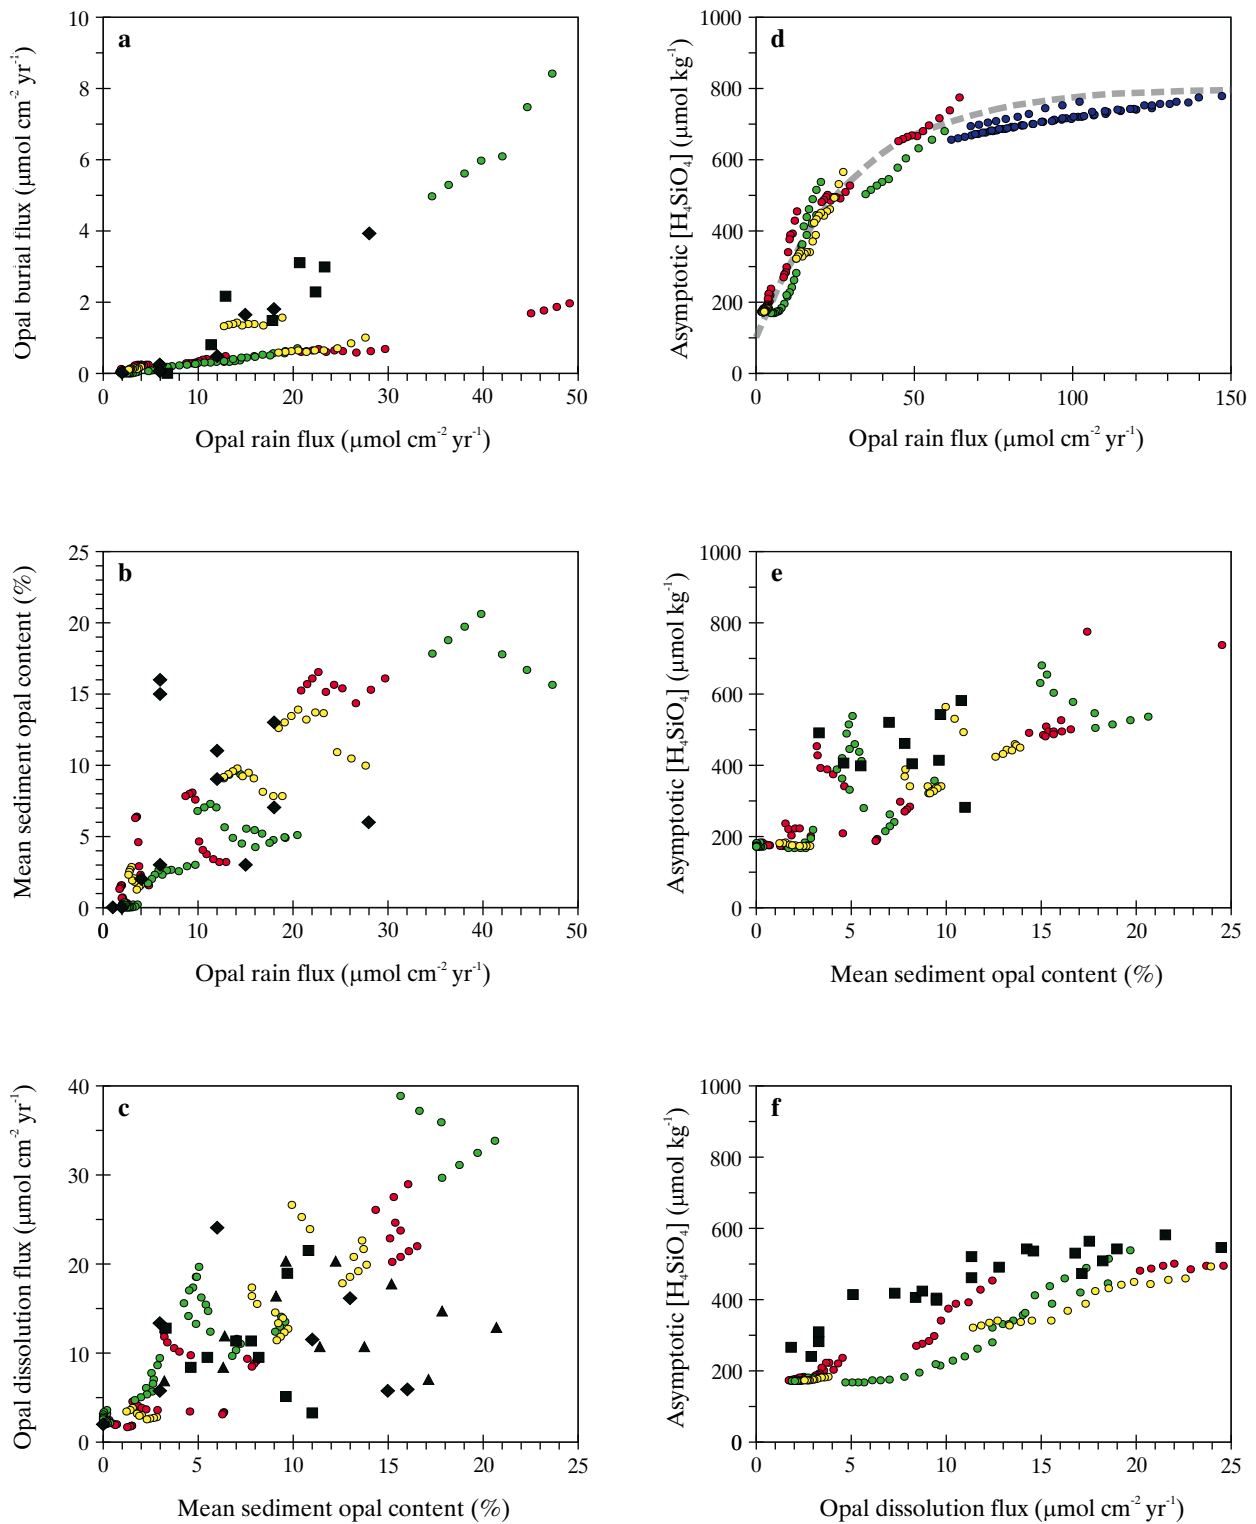 a
10
8
6
4
2
0
Opal burial flux (μmol cm⁻² yr⁻¹)
0 10 20 30 40 50
Opal rain flux (μmol cm⁻² yr⁻¹)
d
1000
800
600
400
200
0
Asymptotic [H₄SiO₄] (μmol kg⁻¹)
0 50 100 150
Opal rain flux (μmol cm⁻² yr⁻¹)
b
25
20
15
10
5
0
Mean sediment opal content (%)
0 10 20 30 40 50
Opal rain flux (μmol cm⁻² yr⁻¹)
e
1000
800
600
400
200
0
Asymptotic [H₄SiO₄] (μmol kg⁻¹)
0 5 10 15 20 25
Mean sediment opal content (%)
c
40
30
20
10
0
Opal dissolution flux (μmol cm⁻² yr⁻¹)
0 5 10 15 20 25
Mean sediment opal content (%)
f
1000
800
600
400
200
0
Asymptotic [H₄SiO₄] (μmol kg⁻¹)
0 5 10 15 20 25
Opal dissolution flux (μmol cm⁻² yr⁻¹)